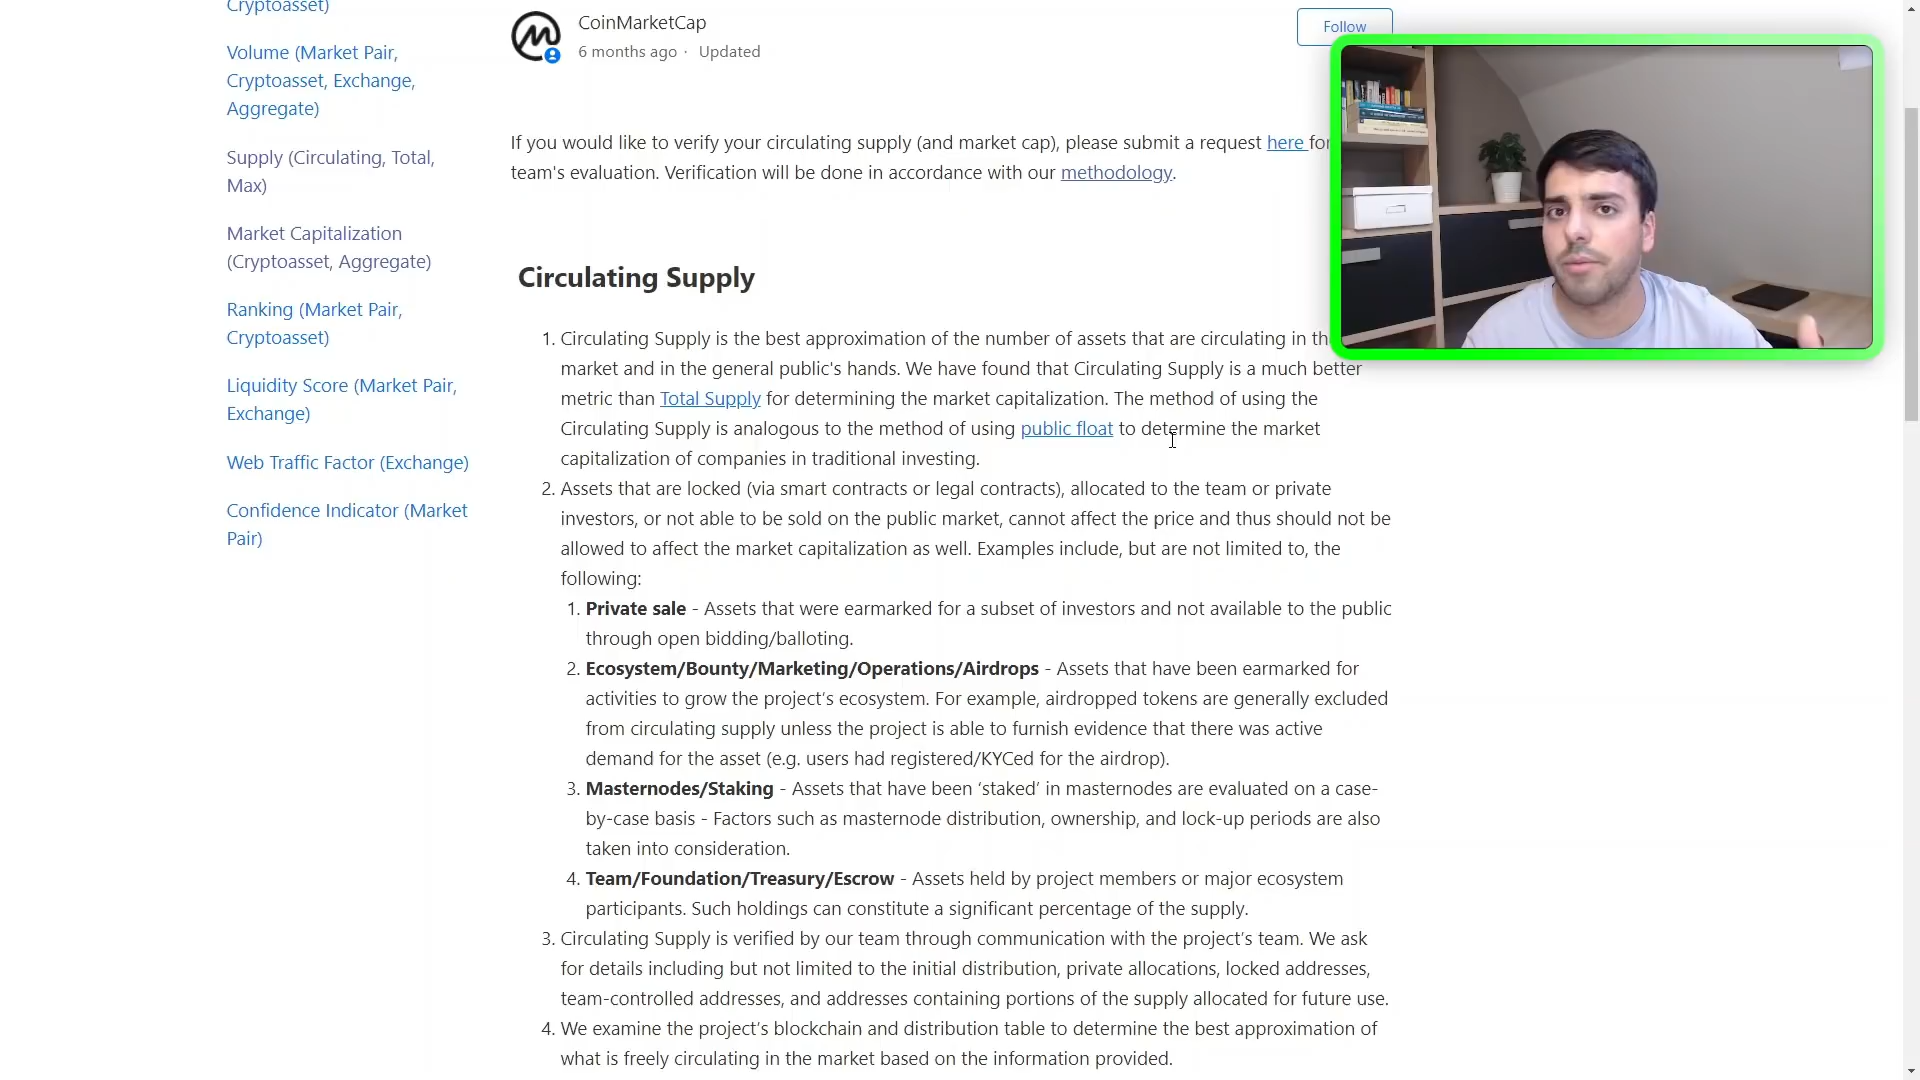 Cryptoasset)
Volume (Market Pair,
Cryptoasset, Exchange,
Aggregate)
Supply (Circulating, Total,
Max)
Market Capitalization
(Cryptoasset, Aggregate)
Ranking (Market Pair,
Cryptoasset)
Liquidity Score (Market Pair,
Exchange)
Web Traffic Factor (Exchange)
Confidence Indicator (Market
Pair)
CoinMarketCap
6 months ago · Updated
Follow
If you would like to verify your circulating supply (and market cap), please submit a request here for
team's evaluation. Verification will be done in accordance with our methodology.
Circulating Supply
1. Circulating Supply is the best approximation of the number of assets that are circulating in
market and in the general public's hands. We have found that Circulating Supply is a much better
metric than Total Supply for determining the market capitalization. The method of using the
Circulating Supply is analogous to the method of using public float to determine the market
capitalization of companies in traditional investing.
2. Assets that are locked (via smart contracts or legal contracts), allocated to the team or private
investors, or not able to be sold on the public market, cannot affect the price and thus should not be
allowed to affect the market capitalization as well. Examples include, but are not limited to, the
following:
1. Private sale - Assets that were earmarked for a subset of investors and not available to the public
through open bidding/balloting.
2. Ecosystem/Bounty/Marketing/Operations/Airdrops - Assets that have been earmarked for
activities to grow the project's ecosystem. For example, airdropped tokens are generally excluded
from circulating supply unless the project is able to furnish evidence that there was active
demand for the asset (e.g. users had registered/KYCed for the airdrop).
3. Masternodes/Staking - Assets that have been ‘staked’ in masternodes are evaluated on a case-
by-case basis - Factors such as masternode distribution, ownership, and lock-up periods are also
taken into consideration.
4. Team/Foundation/Treasury/Escrow - Assets held by project members or major ecosystem
participants. Such holdings can constitute a significant percentage of the supply.
3. Circulating Supply is verified by our team through communication with the project's team. We ask
for details including but not limited to the initial distribution, private allocations, locked addresses,
team-controlled addresses, and addresses containing portions of the supply allocated for future use.
4. We examine the project's blockchain and distribution table to determine the best approximation of
what is freely circulating in the market based on the information provided.